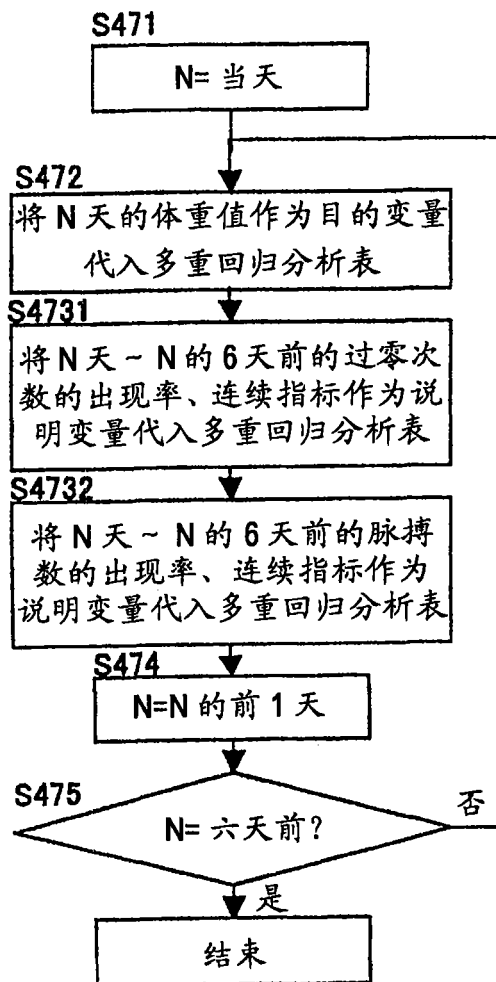 S471
N= 当天
S472
将 N 天的体重值作为目的变量
代入多重回归分析表
S4731
将 N 天 ~ N 的 6 天前的过零次
数的出现率、连续指标作为说
明变量代入多重回归分析表
S4732
将 N 天 ~ N 的 6 天前的脉搏
数的出现率、连续指标作为
说明变量代入多重回归分析表
S474
N=N 的前 1 天
S475
N= 六天前?
否
是
结束